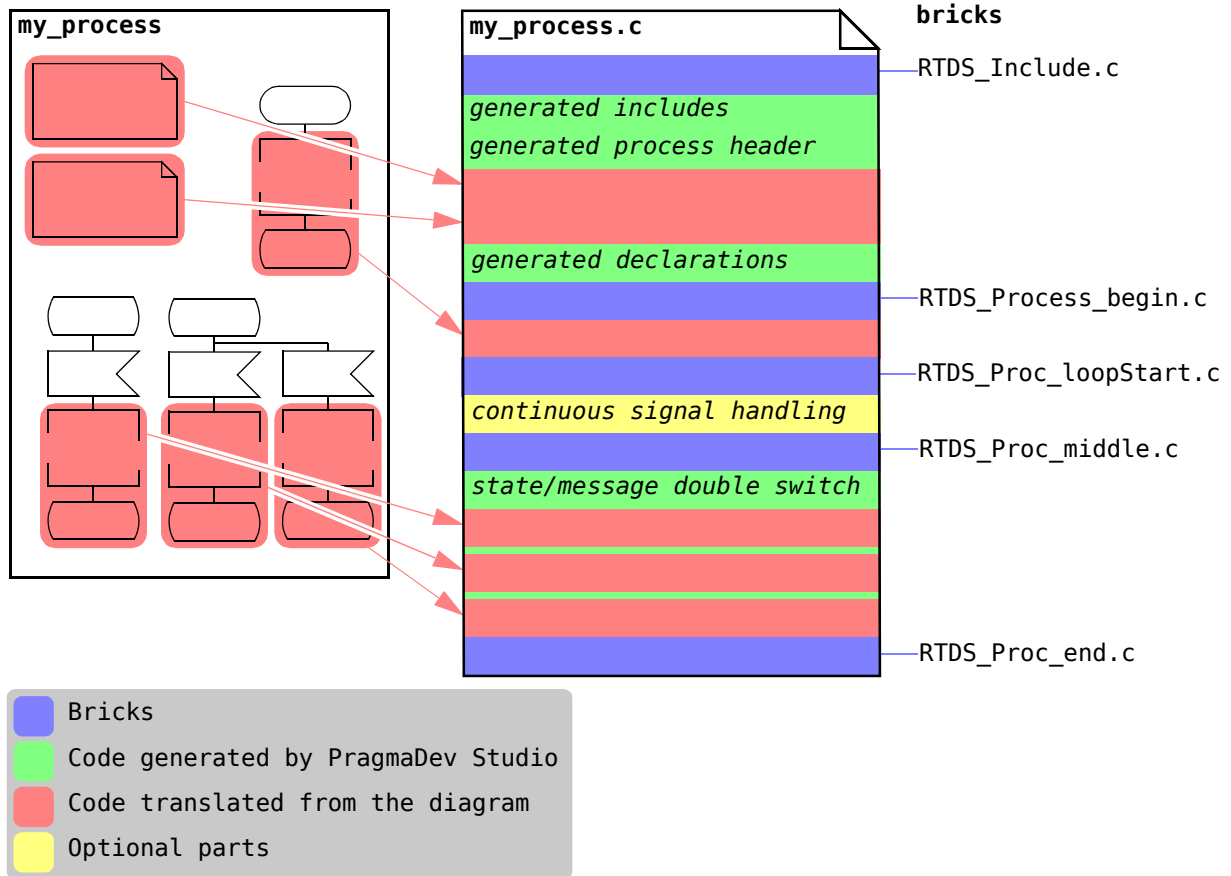 my_process
my_process.c
bricks
RTDS_Include.c
generated includes
generated process header
generated declarations
RTDS_Process_begin.c
RTDS_Proc_loopStart.c
continuous signal handling
RTDS_Proc_middle.c
state/message double switch
RTDS_Proc_end.c
Bricks
Code generated by PragmaDev Studio
Code translated from the diagram
Optional parts